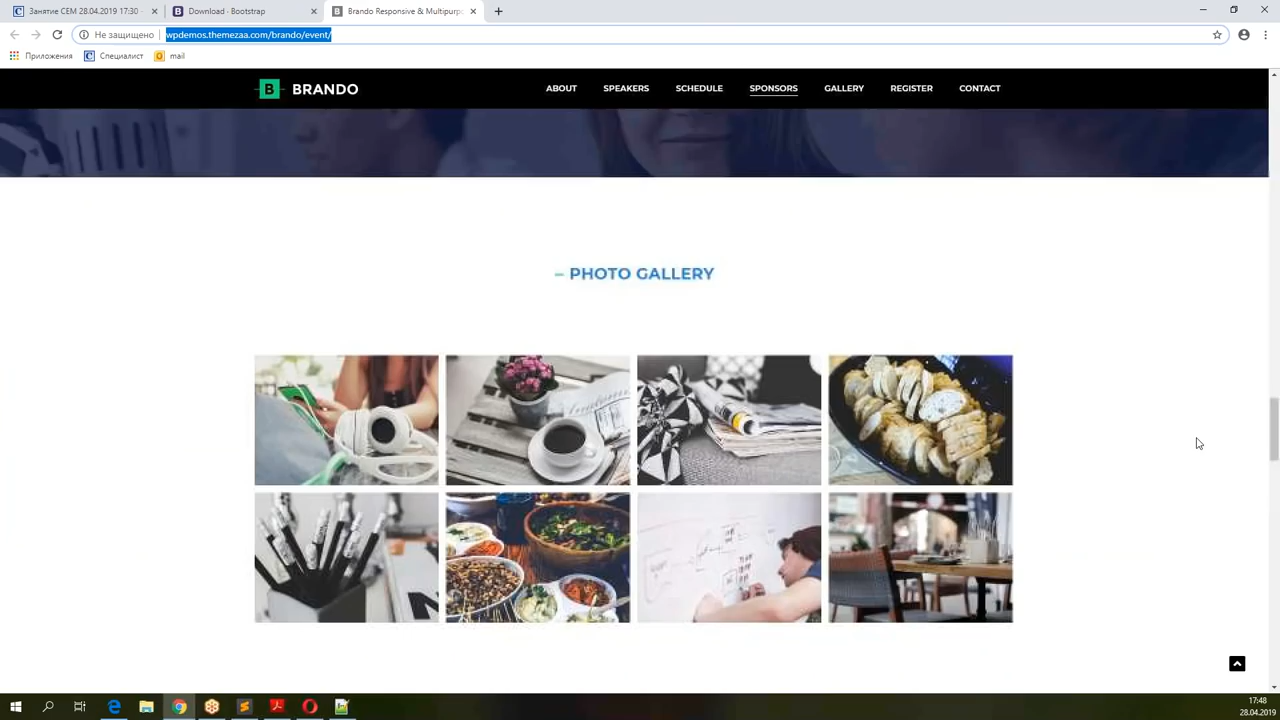 Занятие СЕМ 28.04.2019 17:30 -
Download · Bootstrap
Brando Responsive & Multipurp
Не защищено
wpdemos.themezaa.com/brando/event/
Приложения
Специалист
mail
B BRANDO
ABOUT
SPEAKERS
SCHEDULE
SPONSORS
GALLERY
REGISTER
CONTACT
– PHOTO GALLERY
17:48
28.04.2019